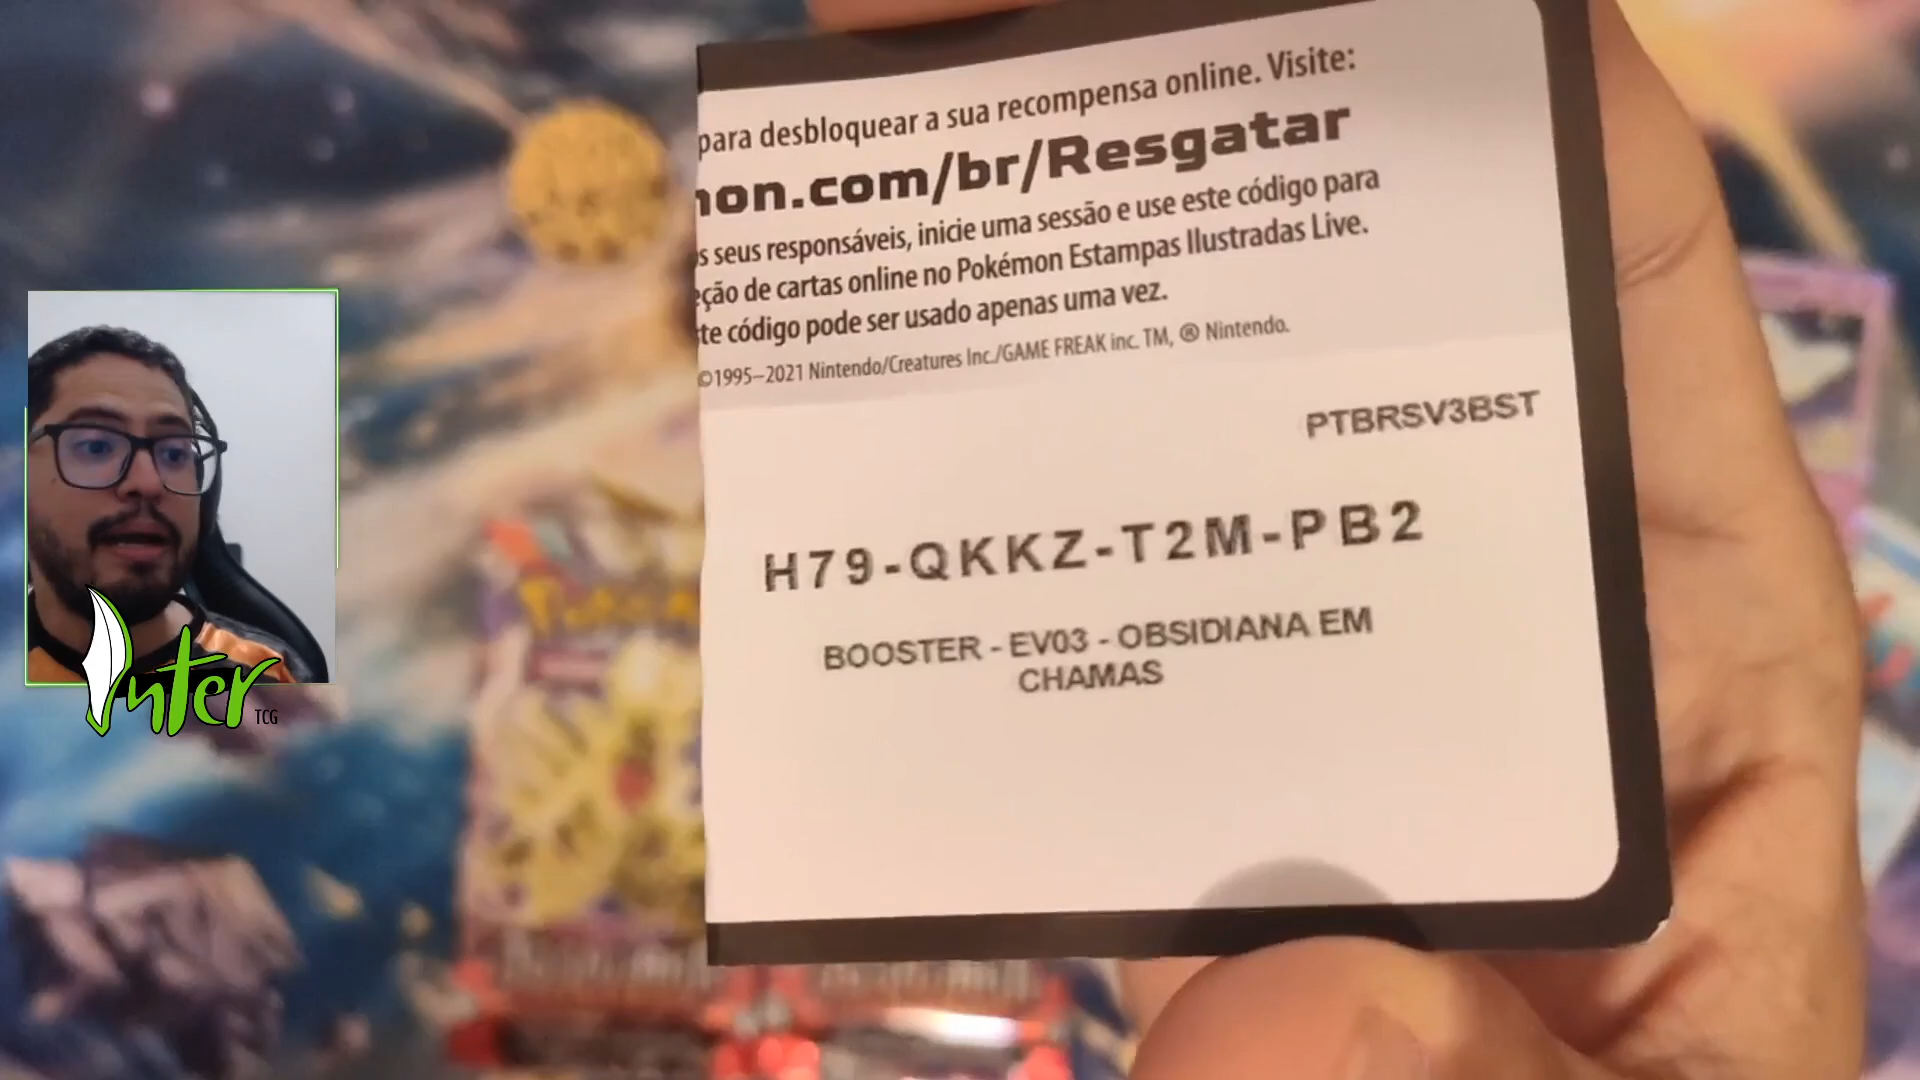 para desbloquear a sua recompensa online. Visite:
non.com/br/Resgatar
s seus responsáveis, inicie uma sessão e use este código para
eção de cartas online no Pokémon Estampas Ilustradas Live.
te código pode ser usado apenas uma vez.
©1995–2021 Nintendo/Creatures Inc./GAME FREAK inc. TM, ® Nintendo.
PTBRSV3BST
H79-QKKZ-T2M-PB2
BOOSTER - EV03 - OBSIDIANA EM
CHAMAS
Inter TCG